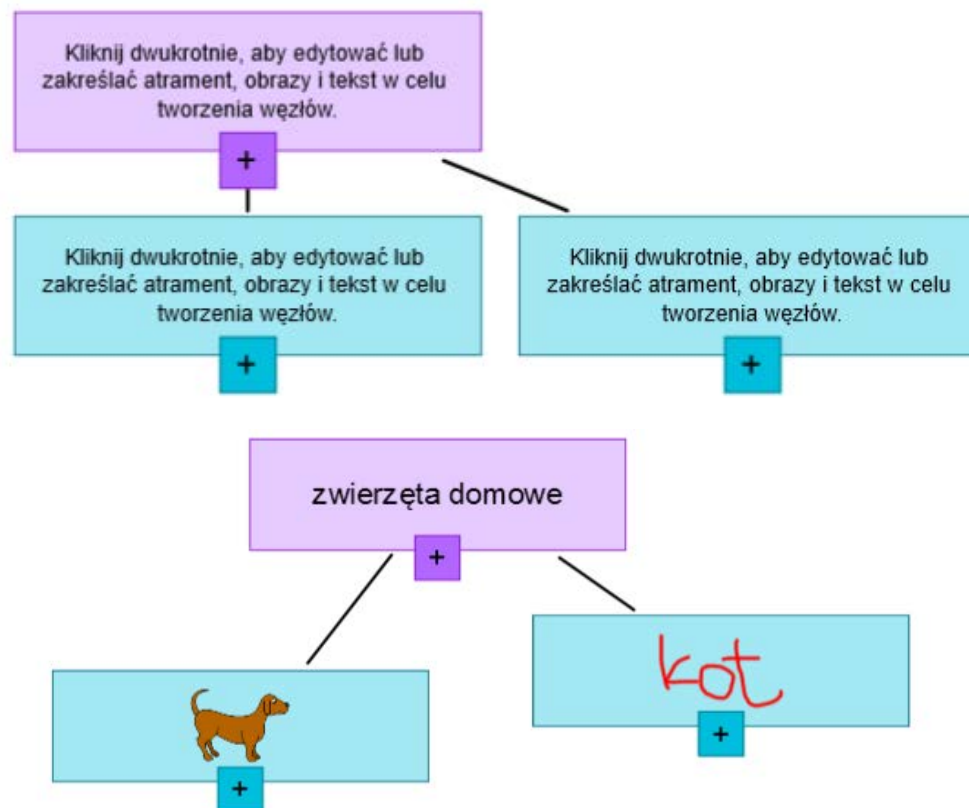 Kliknij dwukrotnie, aby edytować lub
zakreślać atrament, obrazy i tekst w celu
tworzenia węzłów.
+
Kliknij dwukrotnie, aby edytować lub
zakreślać atrament, obrazy i tekst w celu
tworzenia węzłów.
+
Kliknij dwukrotnie, aby edytować lub
zakreślać atrament, obrazy i tekst w celu
tworzenia węzłów.
+
zwierzęta domowe
+
kot
+
+